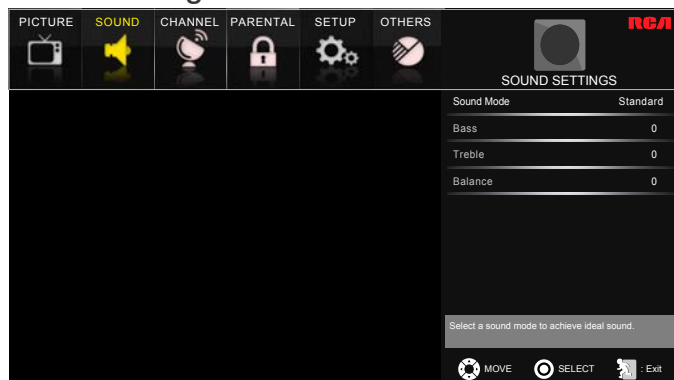 PICTURE SOUND CHANNEL PARENTAL SETUP OTHERS
RCA
SOUND SETTINGS
Sound Mode Standard
Bass 0
Treble 0
Balance 0
Select a sound mode to achieve ideal sound.
MOVE SELECT : Exit